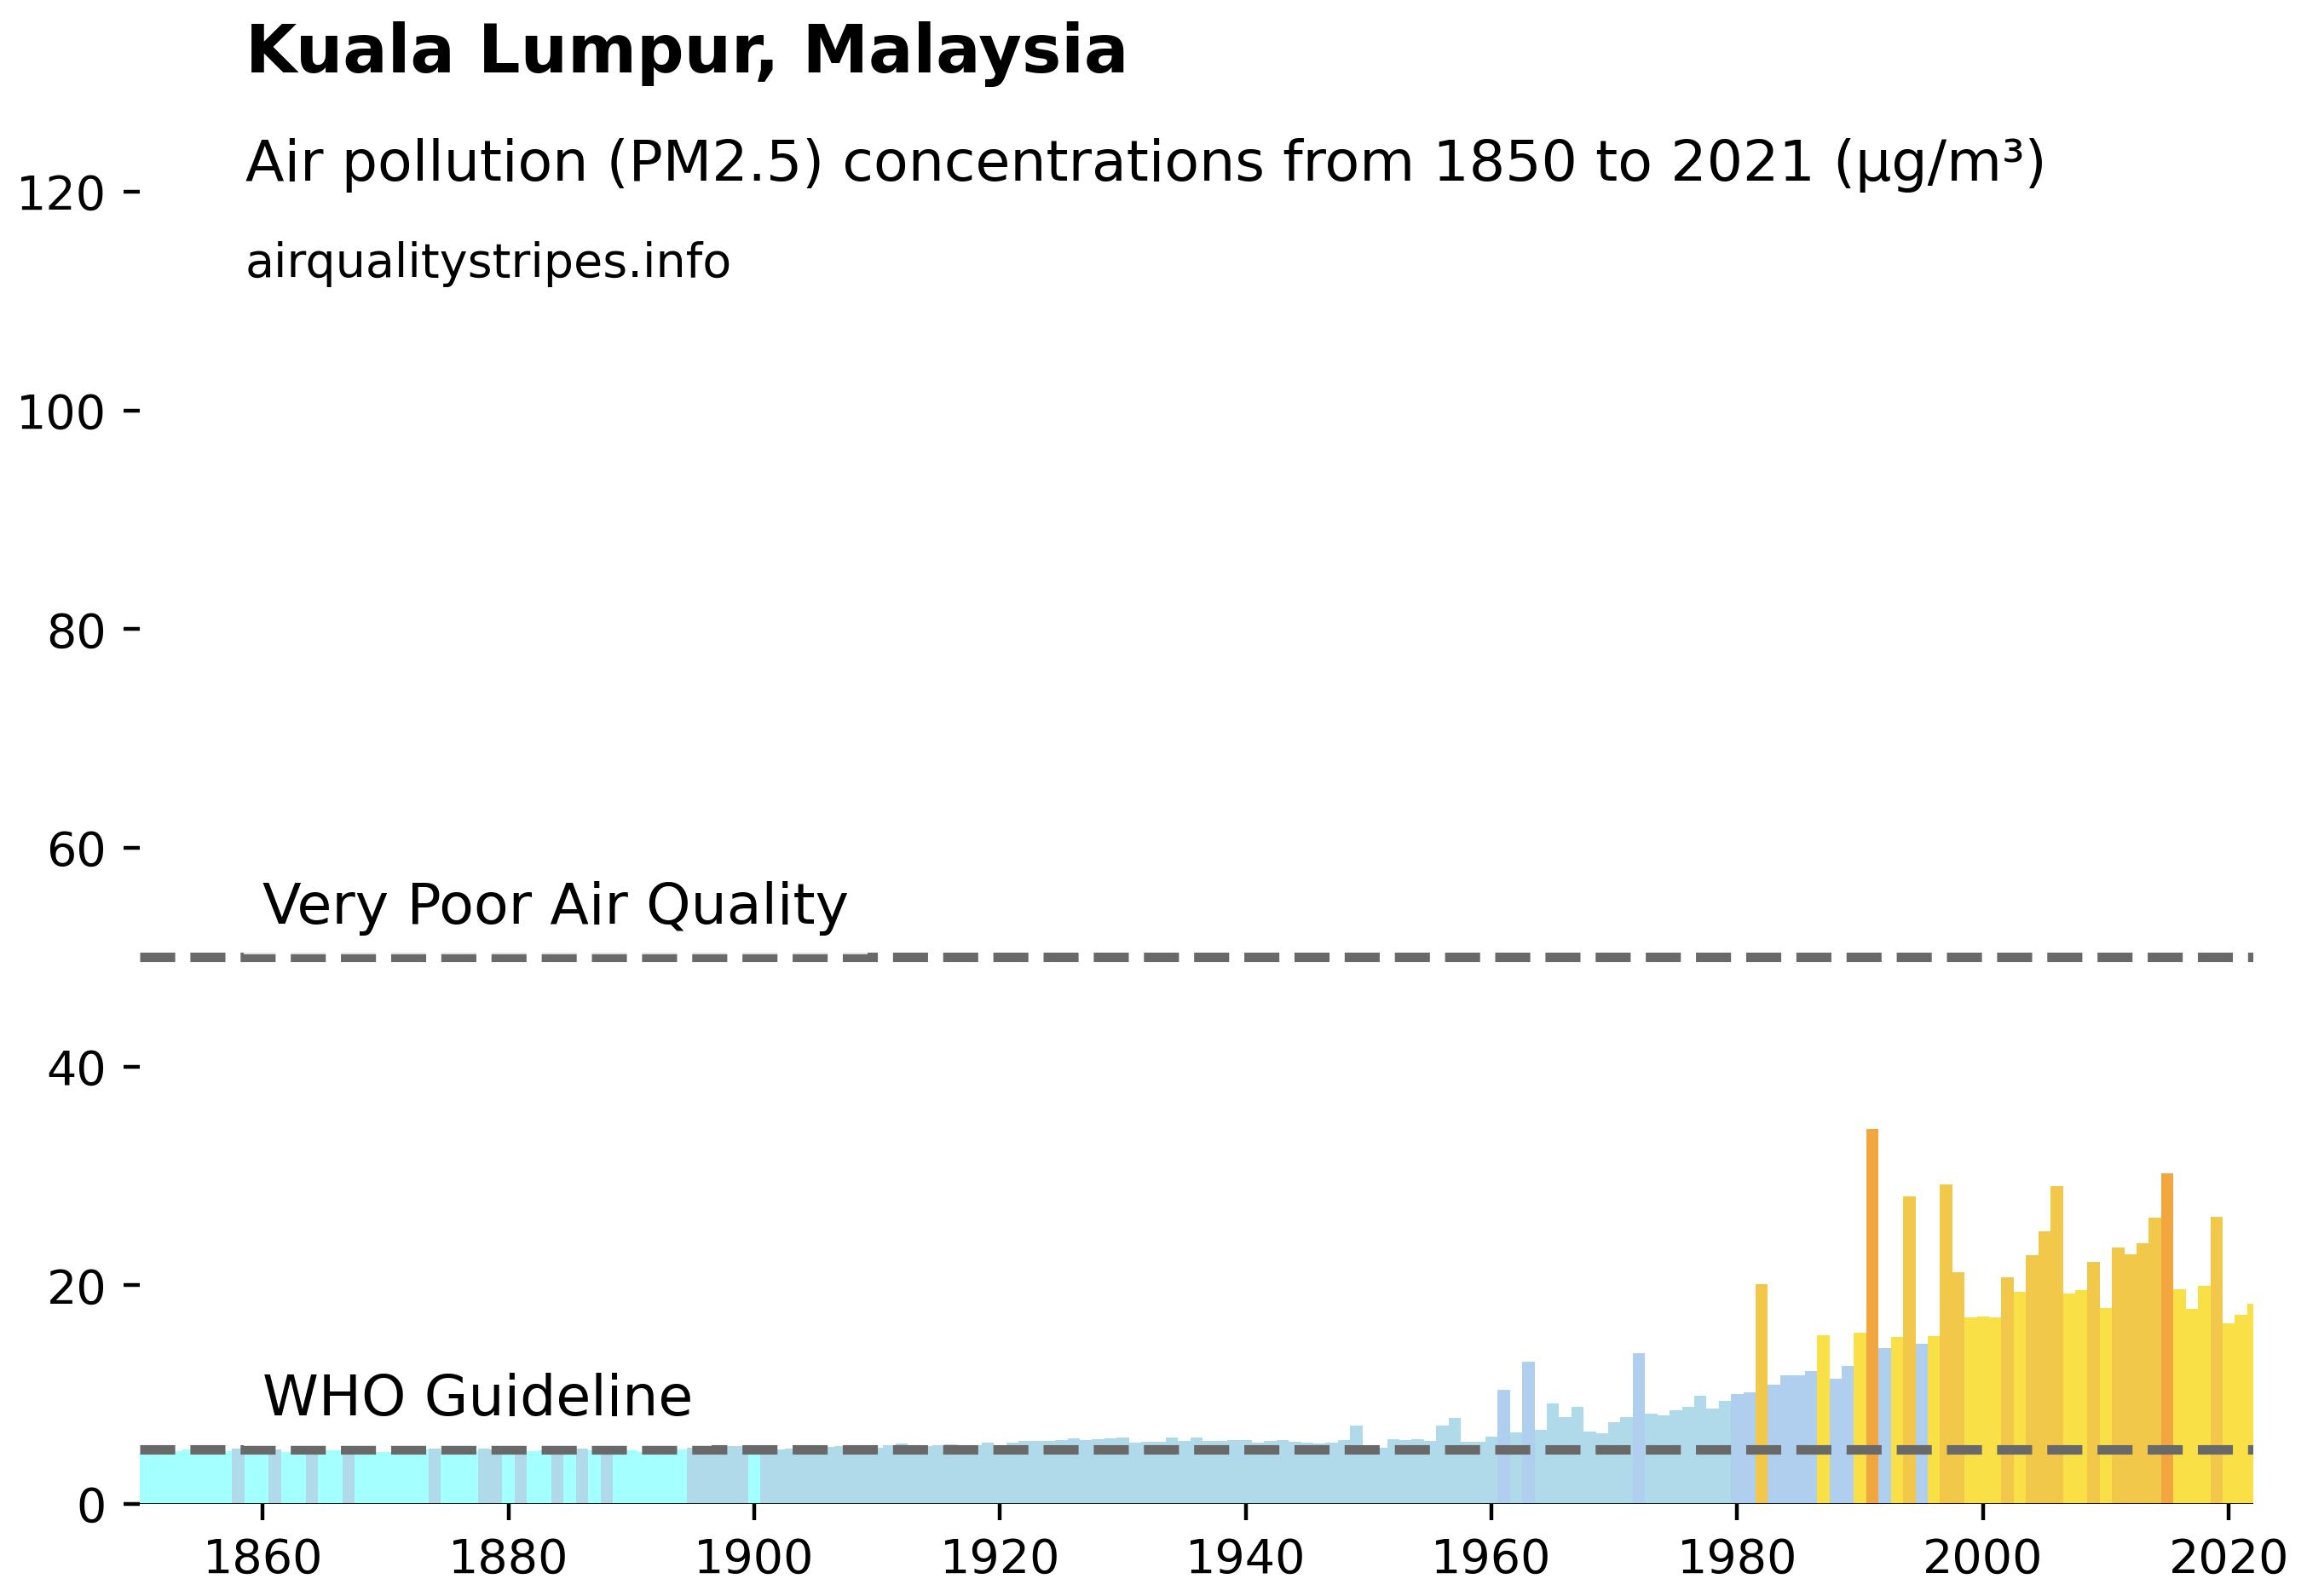 Kuala Lumpur, Malaysia
Air pollution (PM2.5) concentrations from 1850 to 2021 (µg/m³)
120
airqualitystripes.info
100
80
60
Very Poor Air Quality
40
20
WHO Guideline
0
1860 1880 1900 1920 1940 1960 1980 2000 2020